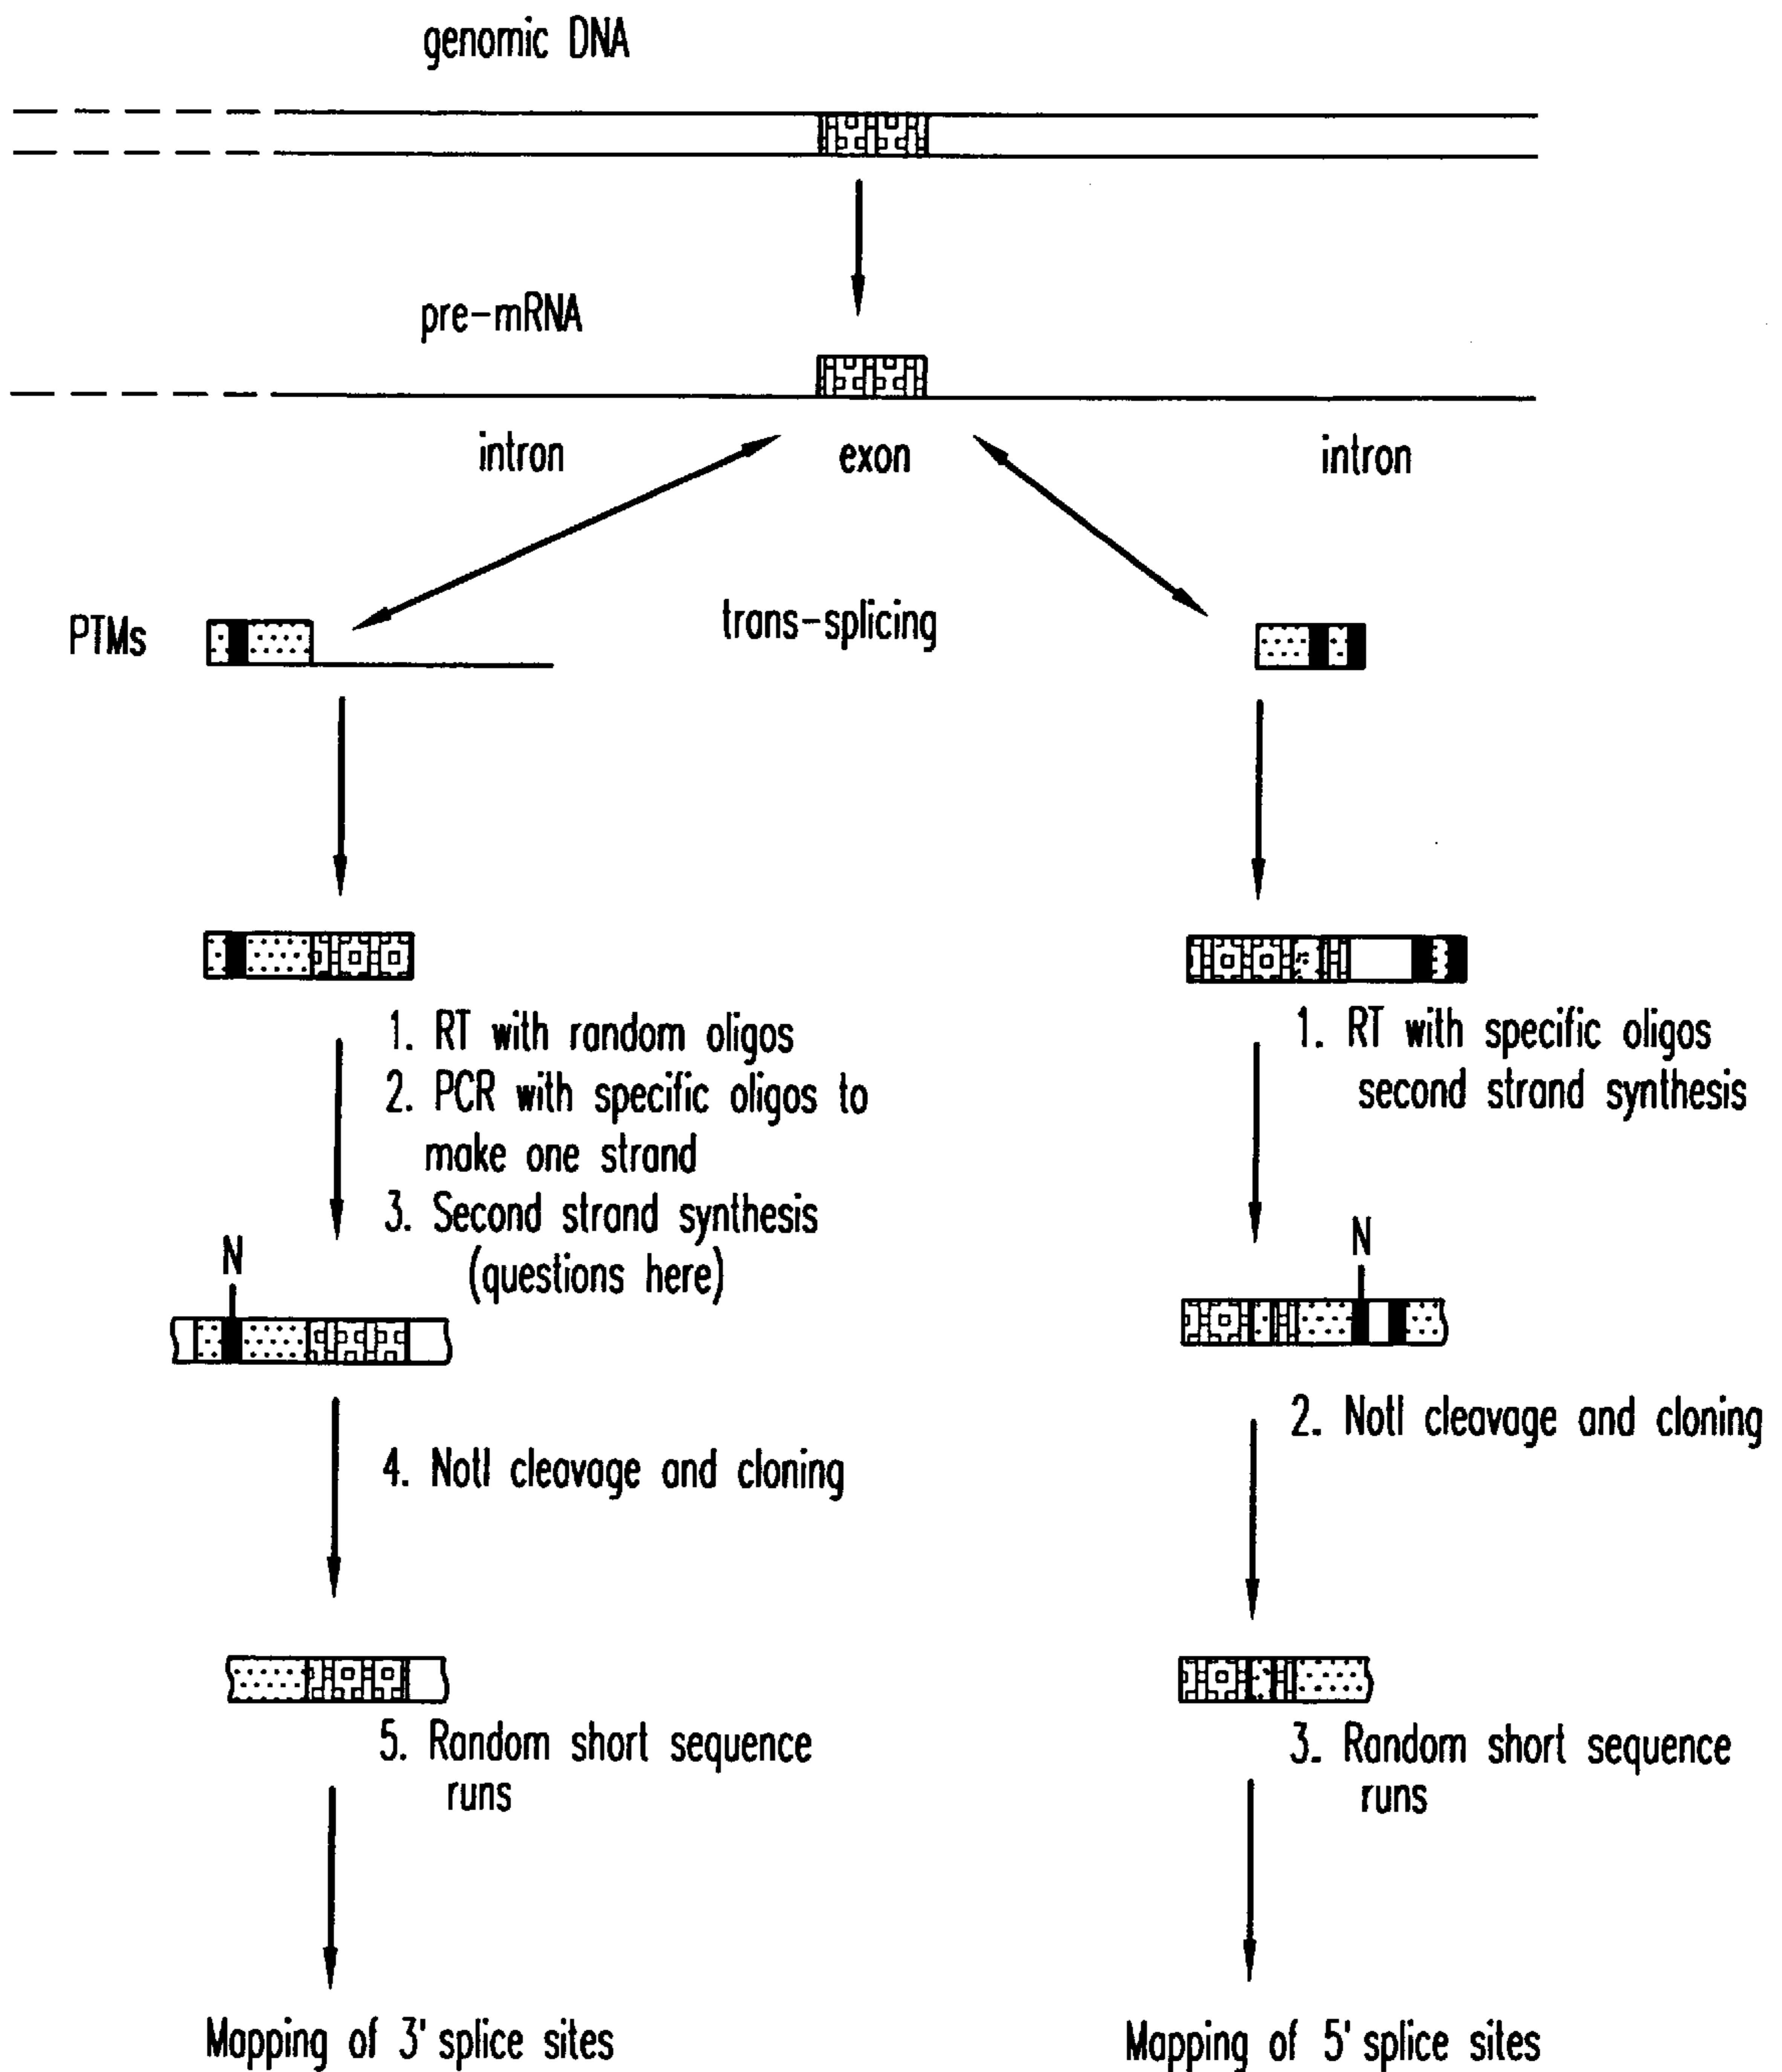 genomic DNA
pre-mRNA
intron
exon
intron
PTMs
trans-splicing
1. RT with random oligos
2. PCR with specific oligos to
make one strand
3. Second strand synthesis
(questions here)
N
4. NotI cleavage and cloning
5. Random short sequence
runs
Mapping of 3' splice sites
1. RT with specific oligos
second strand synthesis
N
2. NotI cleavage and cloning
3. Random short sequence
runs
Mapping of 5' splice sites